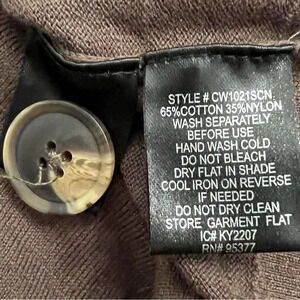 STYLE # CW1021SCN
65%COTTON 35%NYLON
WASH SEPARATELY
BEFORE USE
HAND WASH COLD
DO NOT BLEACH
DRY FLAT IN SHADE
COOL IRON ON REVERSE
IF NEEDED
DO NOT DRY CLEAN
STORE GARMENT FLAT
IC# KY2207
RN# 95377